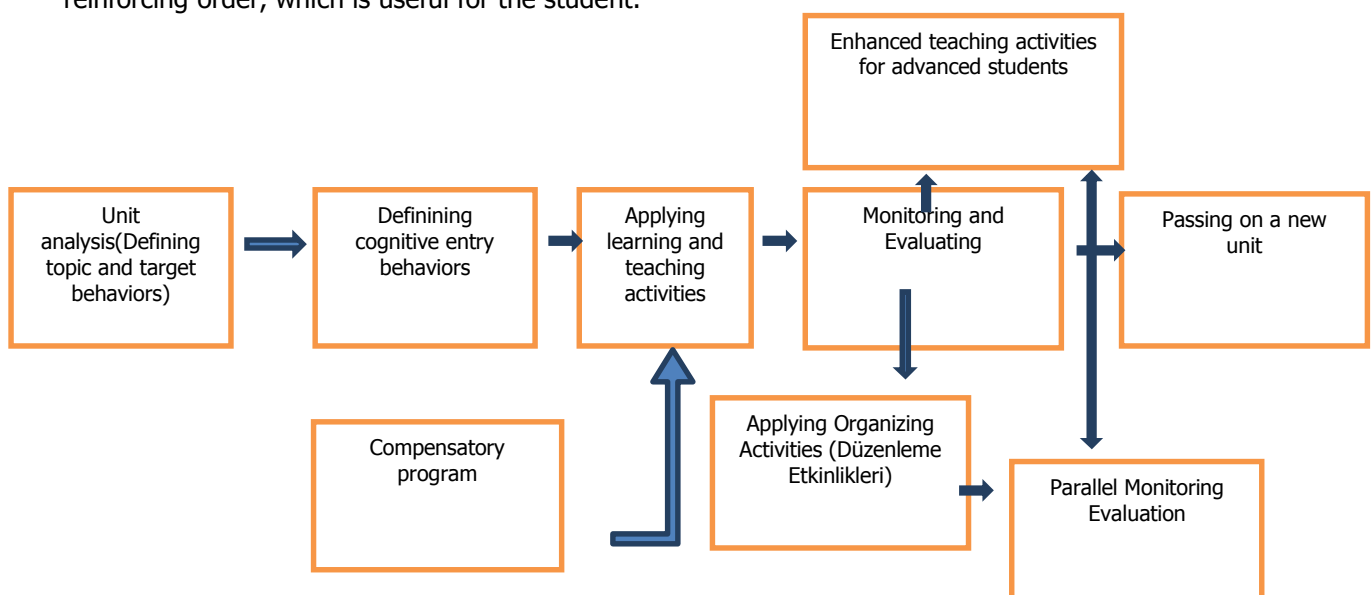 reinforcing order, which is useful for the student.
Enhanced teaching activities
for advanced students
Unit
analysis(Defining
topic and target
behaviors)
Definining
cognitive entry
behaviors
Applying
learning and
teaching
activities
Monitoring and
Evaluating
Passing on a new
unit
Compensatory
program
Applying Organizing
Activities (Düzenleme
Etkinlikleri)
Parallel Monitoring
Evaluation